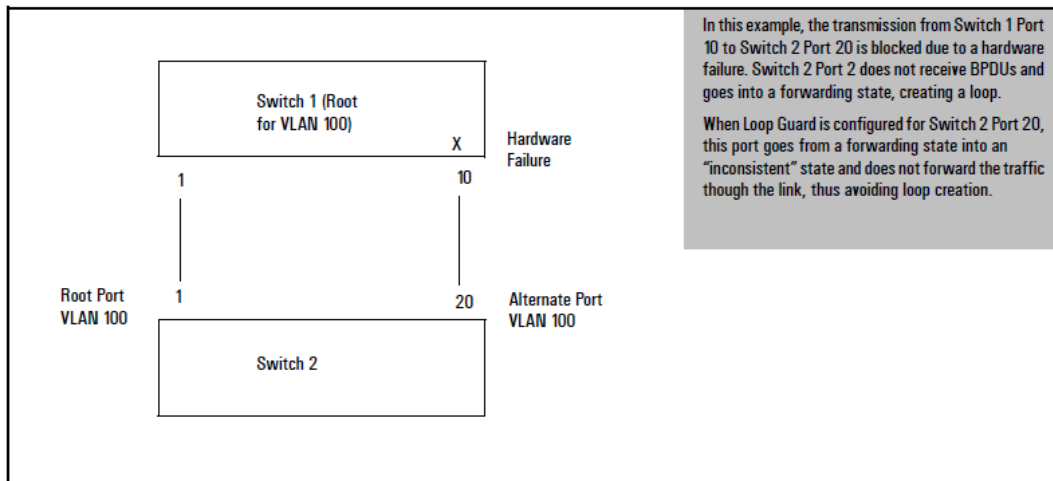 In this example, the transmission from Switch 1 Port
10 to Switch 2 Port 20 is blocked due to a hardware
failure. Switch 2 Port 2 does not receive BPDUs and
goes into a forwarding state, creating a loop.
When Loop Guard is configured for Switch 2 Port 20,
this port goes from a forwarding state into an
“inconsistent” state and does not forward the traffic
though the link, thus avoiding loop creation.
Switch 1 (Root
for VLAN 100)
X
Hardware
Failure
1
10
Root Port
VLAN 100
1
20
Alternate Port
VLAN 100
Switch 2